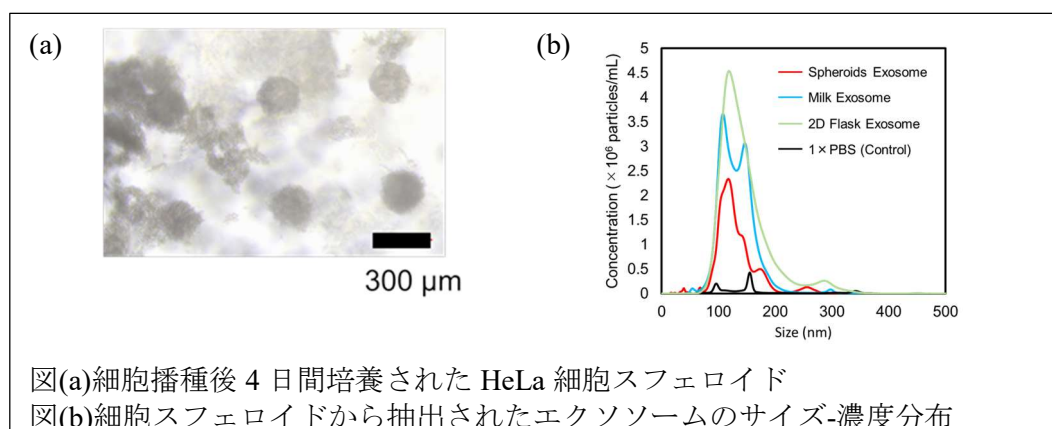 (a)
300 μm
(b)
Concentration (×10⁶ particles/mL)
5
4.5
4
3.5
3
2.5
2
1.5
1
0.5
0
0 100 200 300 400 500
Size (nm)
Spheroids Exosome
Milk Exosome
2D Flask Exosome
1×PBS (Control)
図(a)細胞播種後 4 日間培養された HeLa 細胞スフェロイド
図(b)細胞スフェロイドから抽出されたエクソソームのサイズ-濃度分布